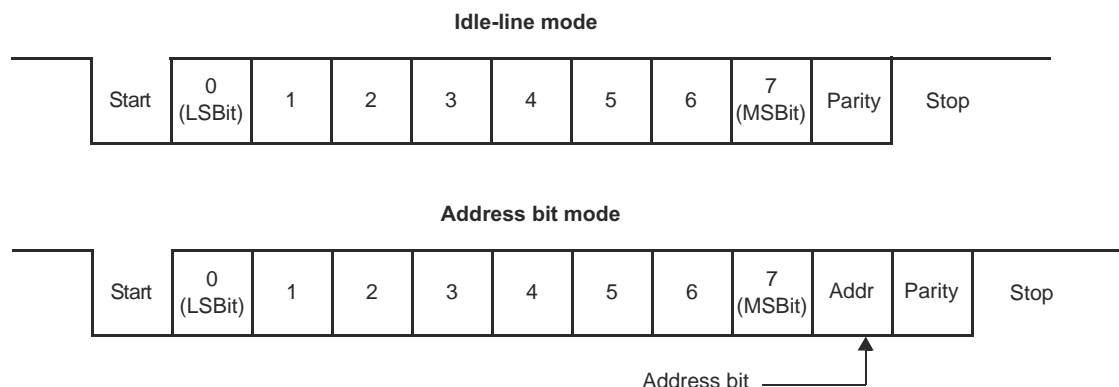 Idle-line mode
Start 0 (LSBit) 1 2 3 4 5 6 7 (MSBit) Parity Stop
Address bit mode
Start 0 (LSBit) 1 2 3 4 5 6 7 (MSBit) Addr Parity Stop
Address bit